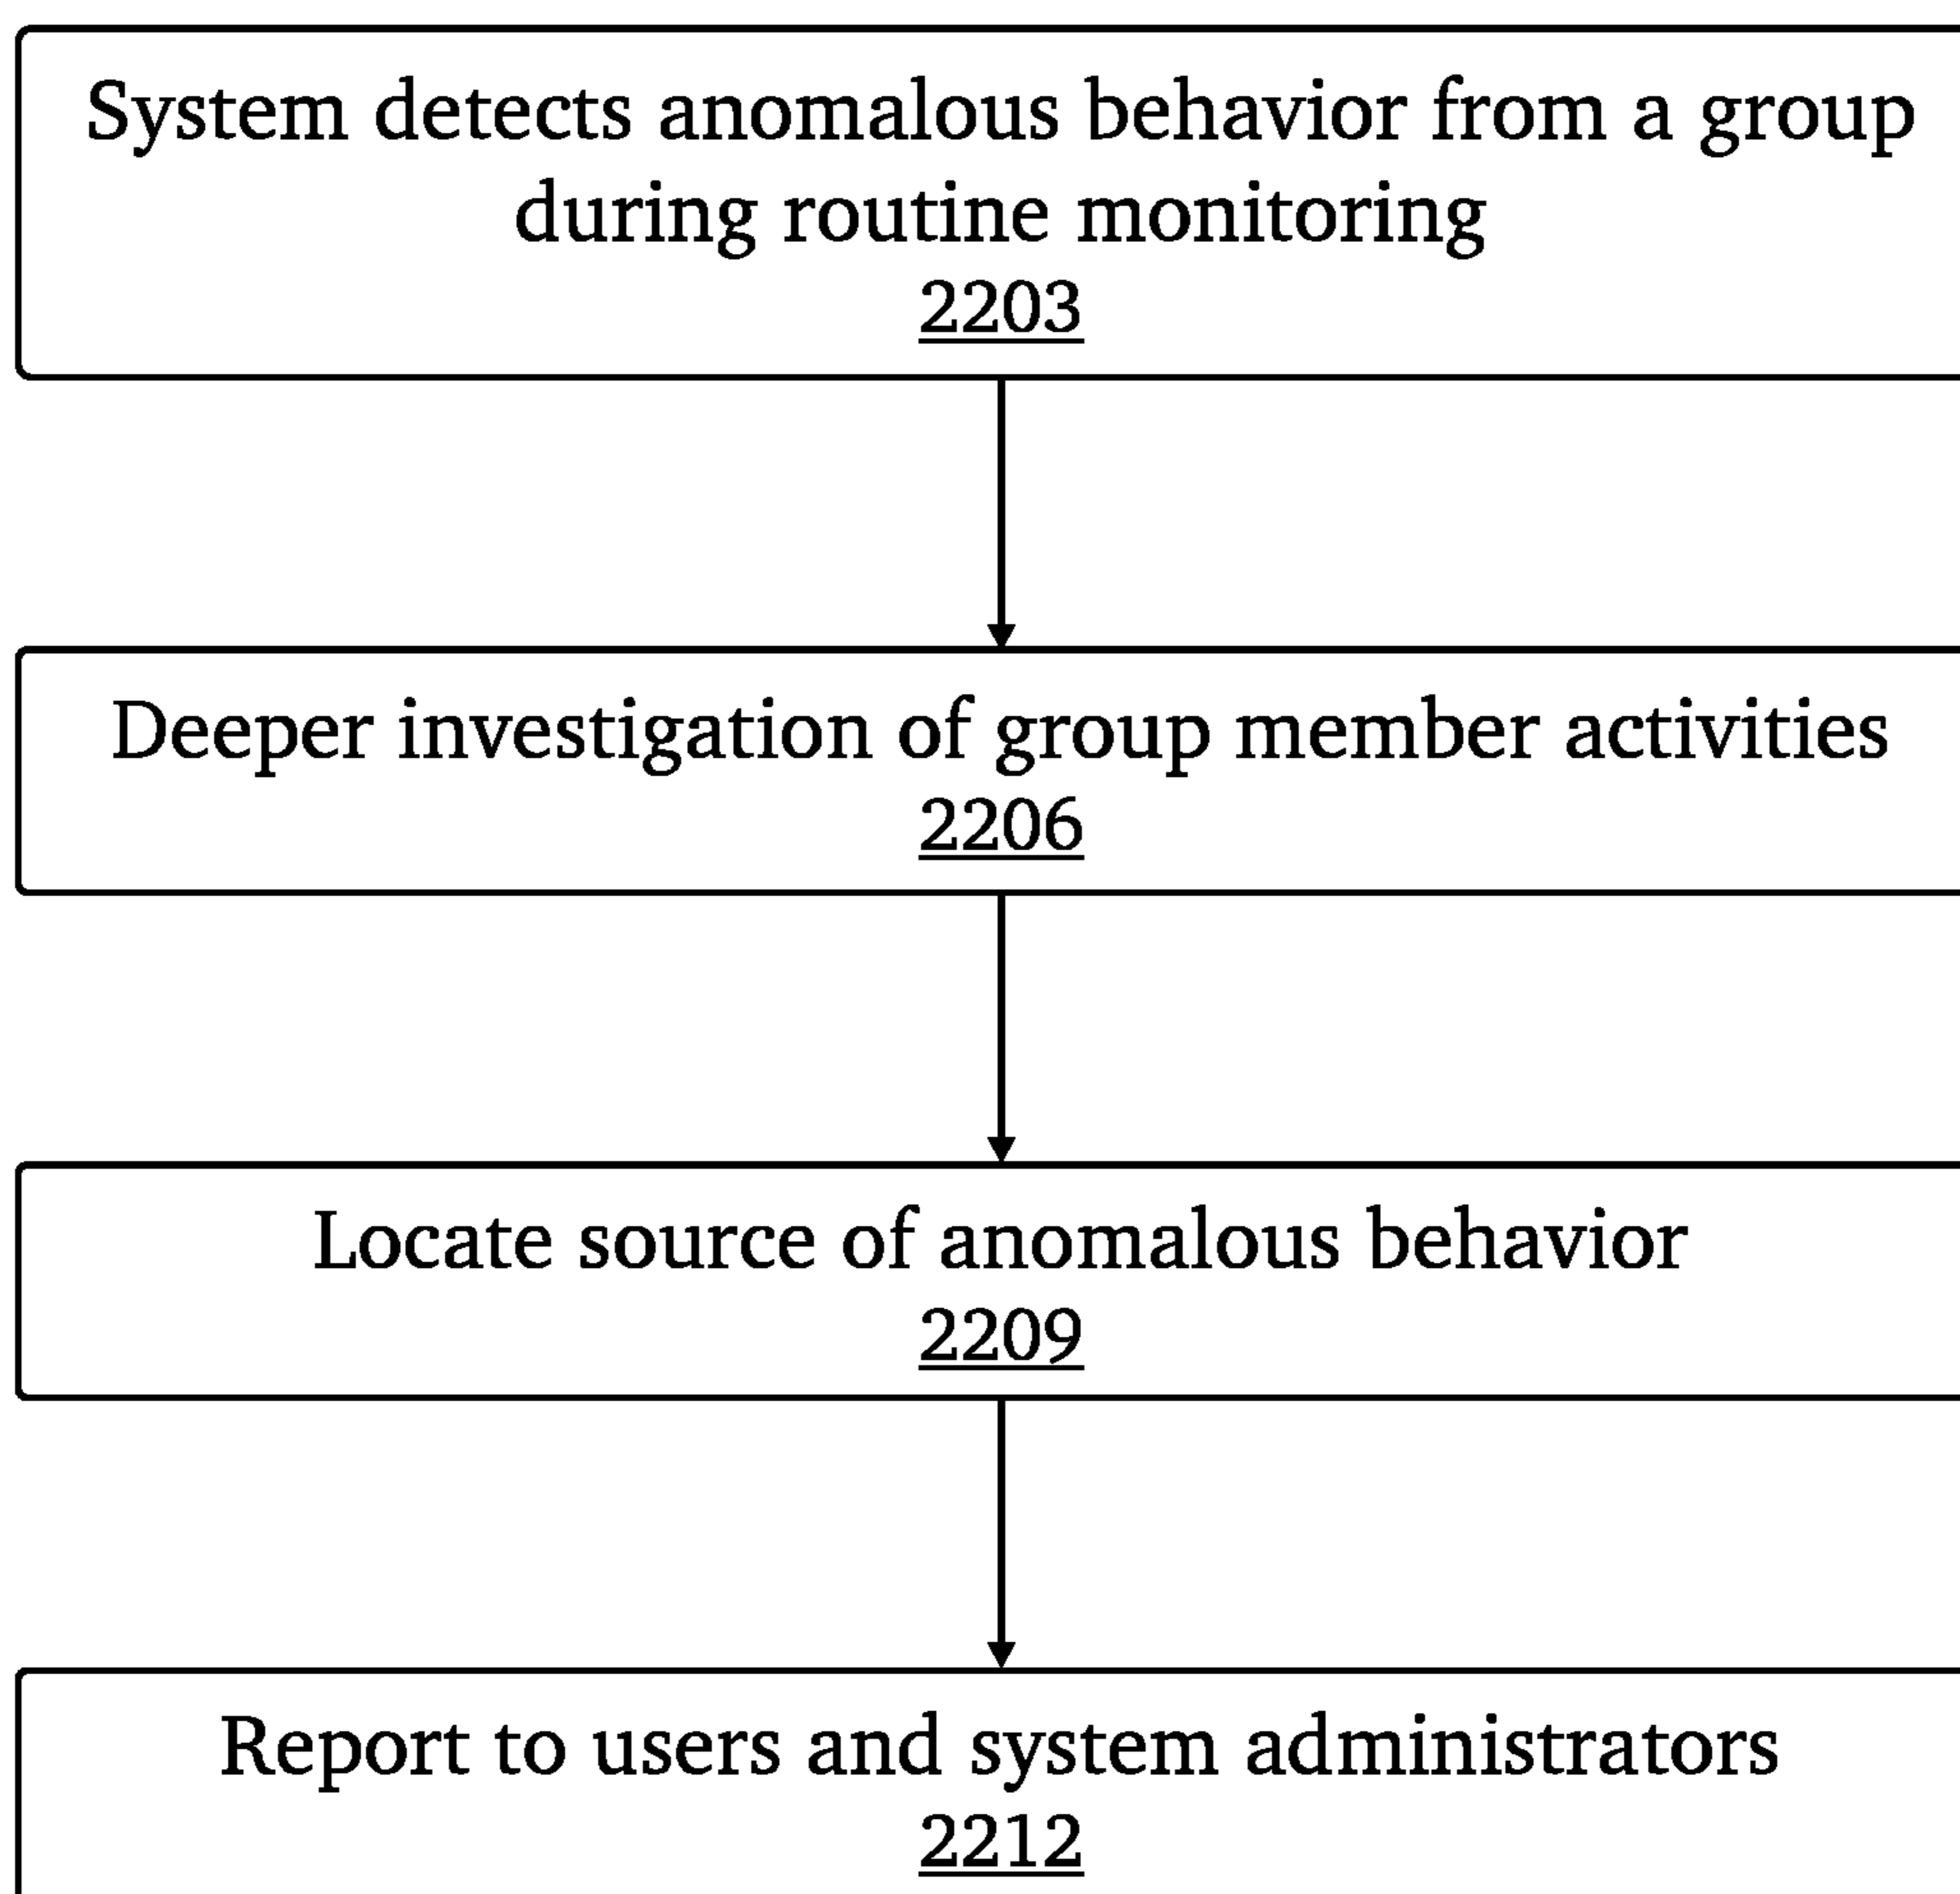 System detects anomalous behavior from a group
during routine monitoring
2203
Deeper investigation of group member activities
2206
Locate source of anomalous behavior
2209
Report to users and system administrators
2212